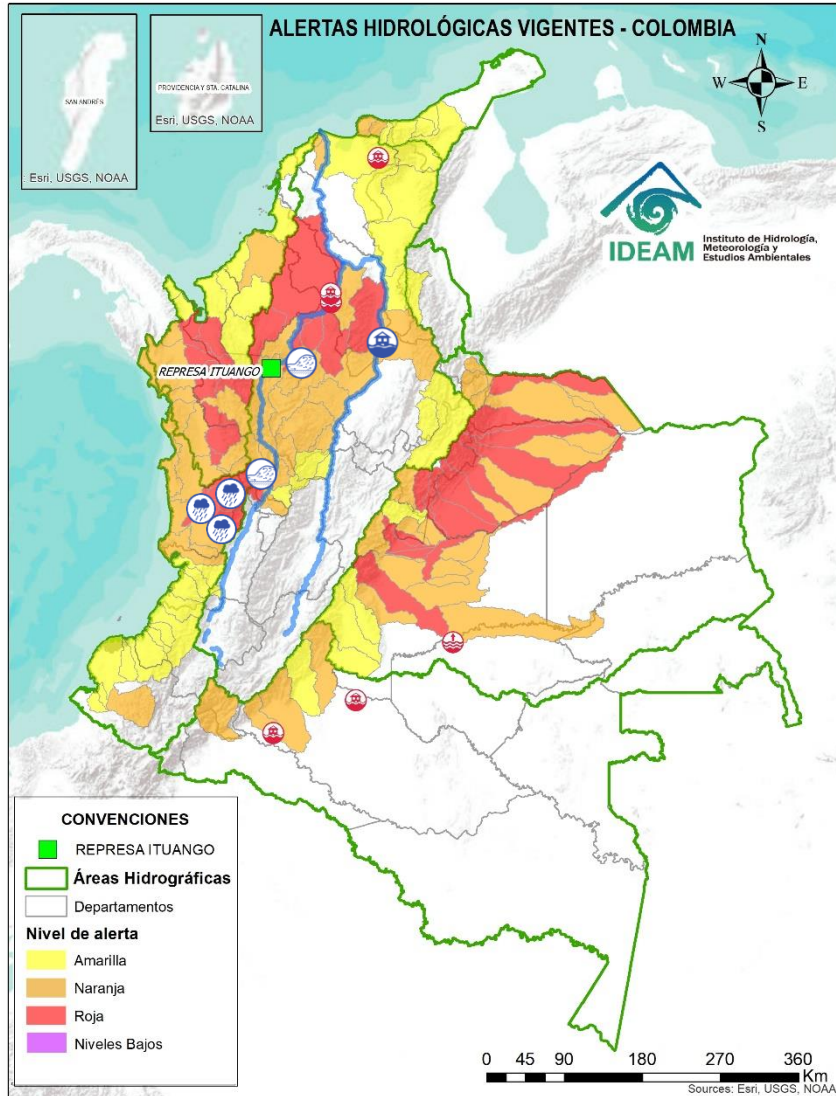 ALERTAS HIDROLÓGICAS VIGENTES - COLOMBIA
SAN ANDRÉS
Esri, USGS, NOAA
PROVIDENCIA Y STA. CATALINA
Esri, USGS, NOAA
N
W
E
S
IDEAM
Instituto de Hidrología,
Meteorología y
Estudios Ambientales
REPRESA ITUANGO
CONVENCIONES
REPRESA ITUANGO
Áreas Hidrográficas
Departamentos
Nivel de alerta
Amarilla
Naranja
Roja
Niveles Bajos
0 45 90 180 270 360
Km
Sources: Esri, USGS, NOAA